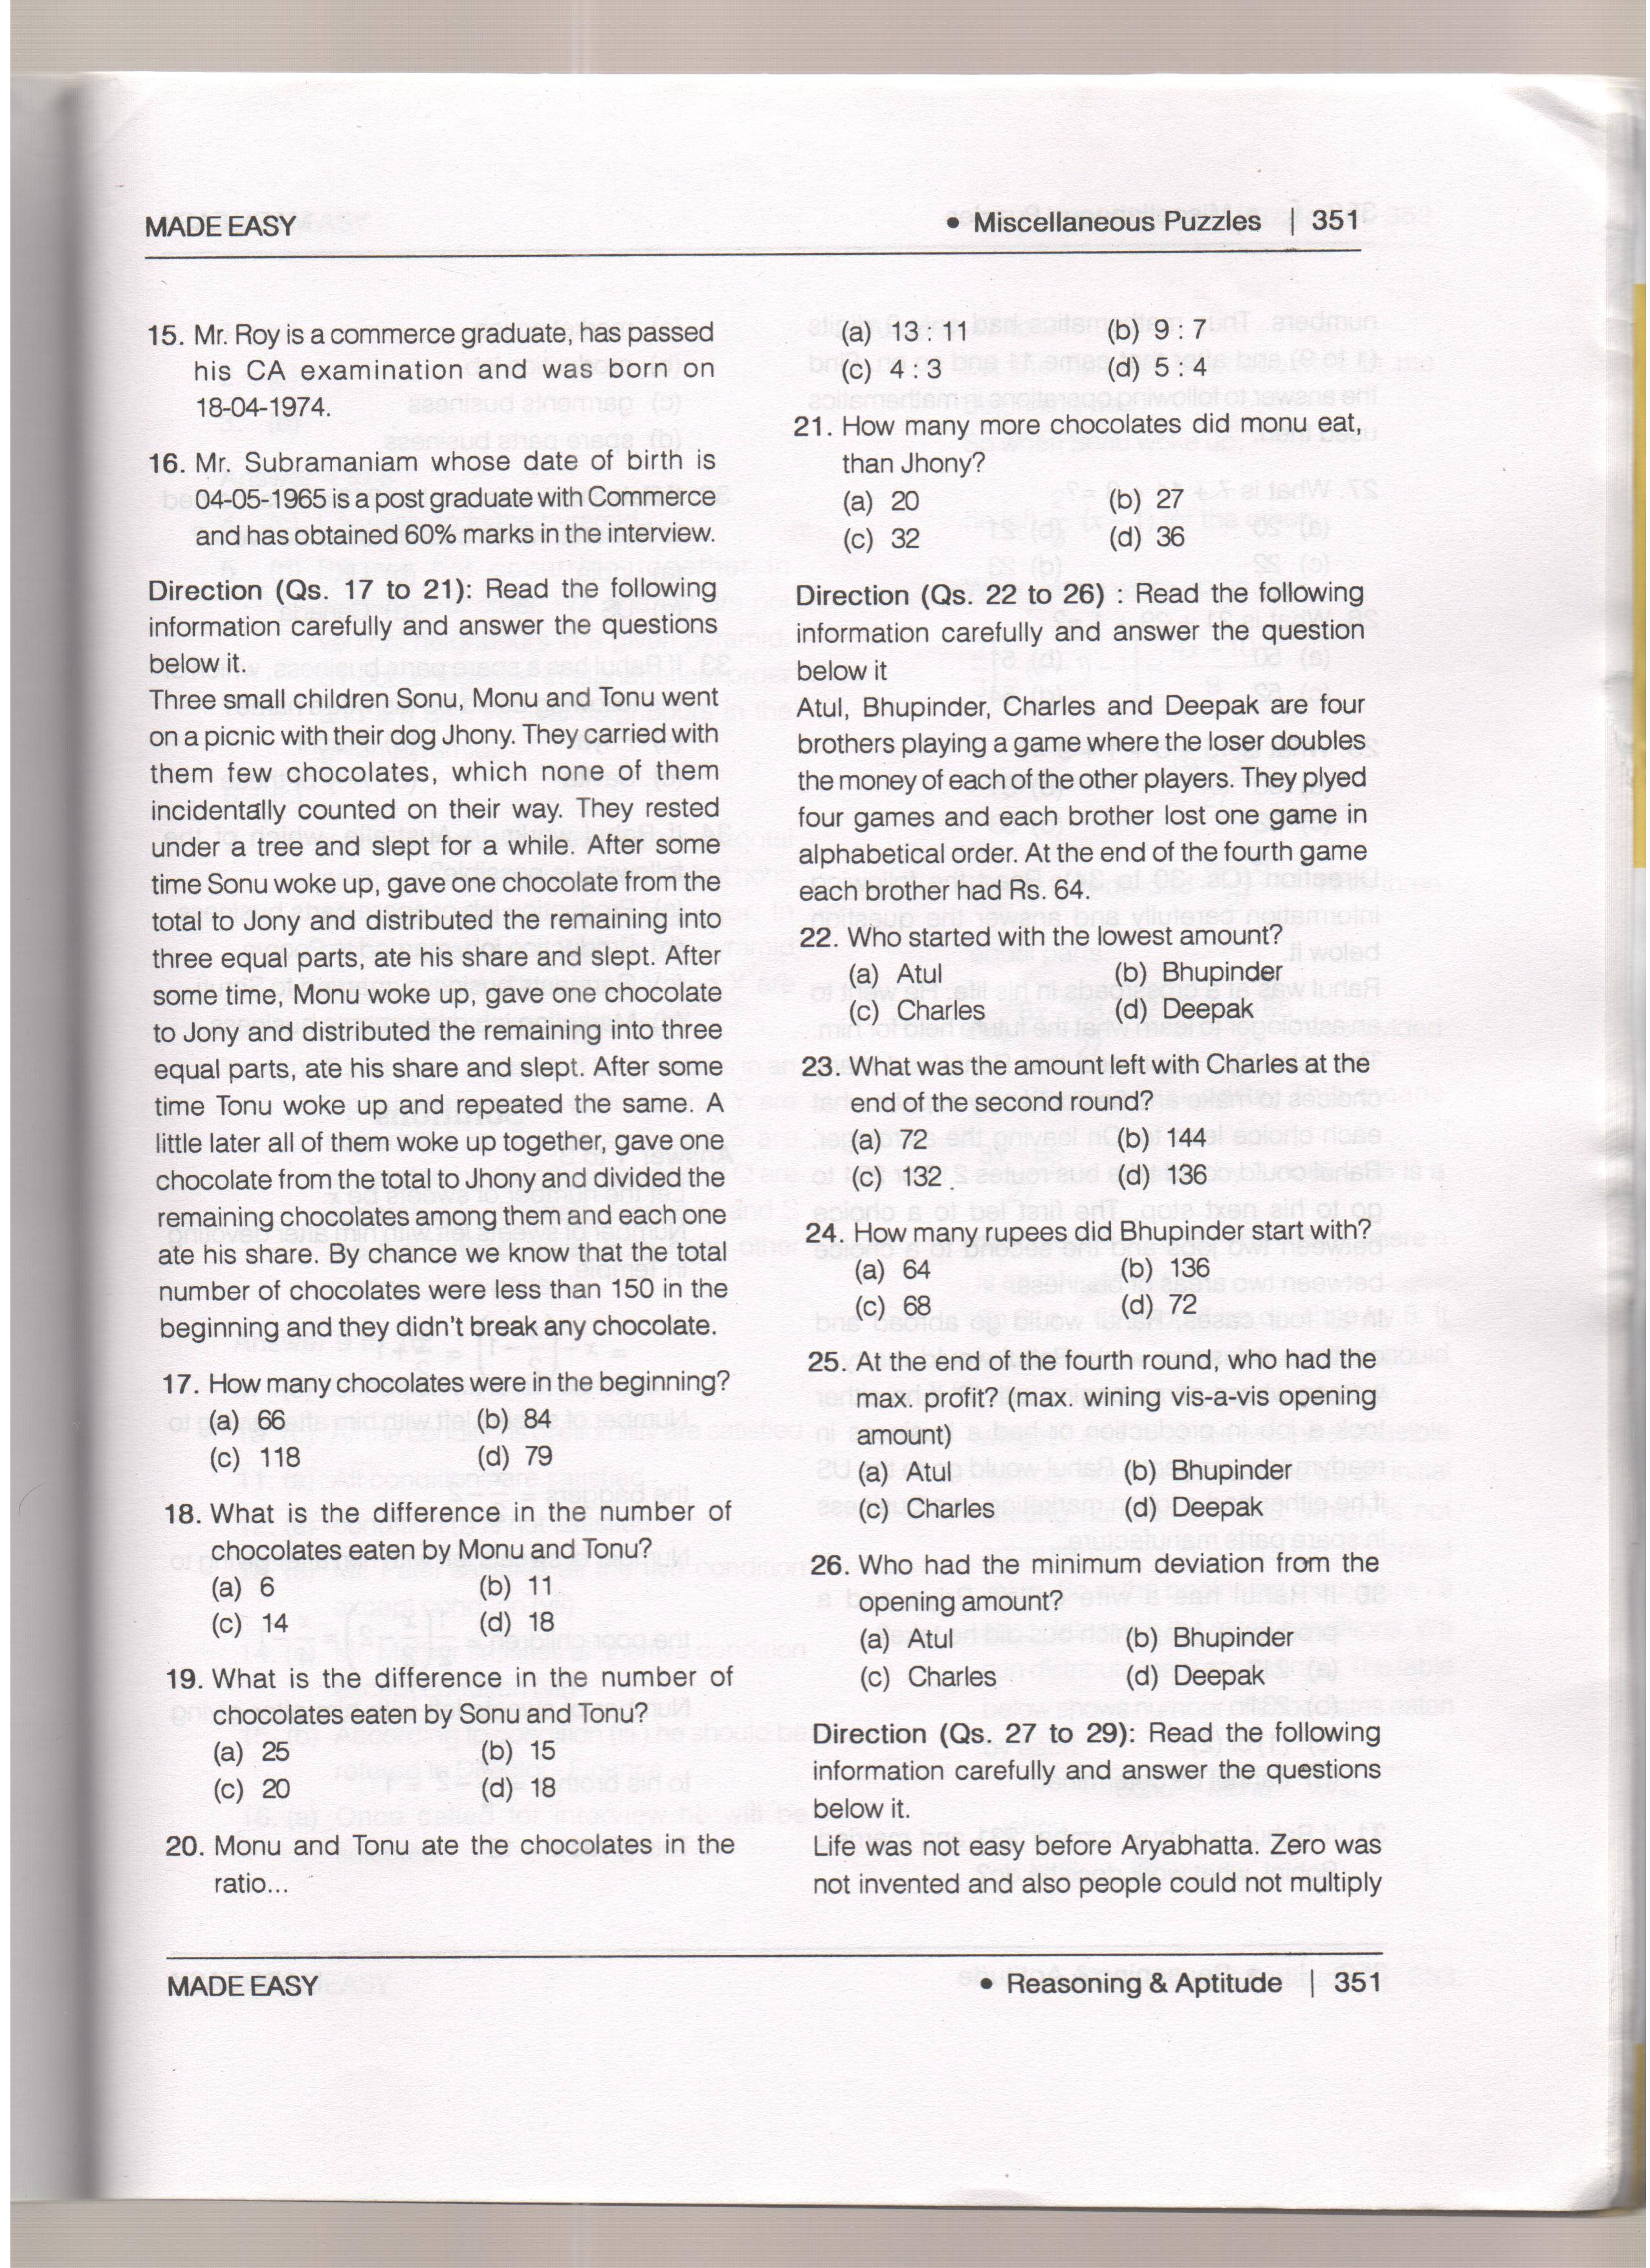 MADE EASY
• Miscellaneous Puzzles | 351
15. Mr. Roy is a commerce graduate, has passed
his CA examination and was born on
18-04-1974.
16. Mr. Subramaniam whose date of birth is
04-05-1965 is a post graduate with Commerce
and has obtained 60% marks in the interview.
Direction (Qs. 17 to 21): Read the following
information carefully and answer the questions
below it.
Three small children Sonu, Monu and Tonu went
on a picnic with their dog Jhony. They carried with
them few chocolates, which none of them
incidentally counted on their way. They rested
under a tree and slept for a while. After some
time Sonu woke up, gave one chocolate from the
total to Jony and distributed the remaining into
three equal parts, ate his share and slept. After
some time, Monu woke up, gave one chocolate
to Jony and distributed the remaining into three
equal parts, ate his share and slept. After some
time Tonu woke up and repeated the same. A
little later all of them woke up together, gave one
chocolate from the total to Jhony and divided the
remaining chocolates among them and each one
ate his share. By chance we know that the total
number of chocolates were less than 150 in the
beginning and they didn't break any chocolate.
17. How many chocolates were in the beginning?
(a) 66 (b) 84
(c) 118 (d) 79
18. What is the difference in the number of
chocolates eaten by Monu and Tonu?
(a) 6 (b) 11
(c) 14 (d) 18
19. What is the difference in the number of
chocolates eaten by Sonu and Tonu?
(a) 25 (b) 15
(c) 20 (d) 18
20. Monu and Tonu ate the chocolates in the
ratio...
(a) 13 : 11 (b) 9 : 7
(c) 4 : 3 (d) 5 : 4
21. How many more chocolates did monu eat,
than Jhony?
(a) 20 (b) 27
(c) 32 (d) 36
Direction (Qs. 22 to 26) : Read the following
information carefully and answer the question
below it
Atul, Bhupinder, Charles and Deepak are four
brothers playing a game where the loser doubles
the money of each of the other players. They plyed
four games and each brother lost one game in
alphabetical order. At the end of the fourth game
each brother had Rs. 64.
22. Who started with the lowest amount?
(a) Atul (b) Bhupinder
(c) Charles (d) Deepak
23. What was the amount left with Charles at the
end of the second round?
(a) 72 (b) 144
(c) 132 (d) 136
24. How many rupees did Bhupinder start with?
(a) 64 (b) 136
(c) 68 (d) 72
25. At the end of the fourth round, who had the
max. profit? (max. wining vis-a-vis opening
amount)
(a) Atul (b) Bhupinder
(c) Charles (d) Deepak
26. Who had the minimum deviation from the
opening amount?
(a) Atul (b) Bhupinder
(c) Charles (d) Deepak
Direction (Qs. 27 to 29): Read the following
information carefully and answer the questions
below it.
Life was not easy before Aryabhatta. Zero was
not invented and also people could not multiply
MADE EASY
• Reasoning & Aptitude | 351